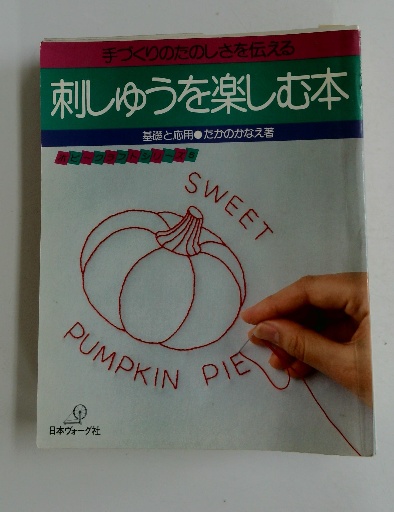 手づくりのたのしさを伝える
刺しゅうを楽しむ本
基礎と応用●たかのかなえ著
SWEET
PUMPKIN PIE
日本ヴォーグ社